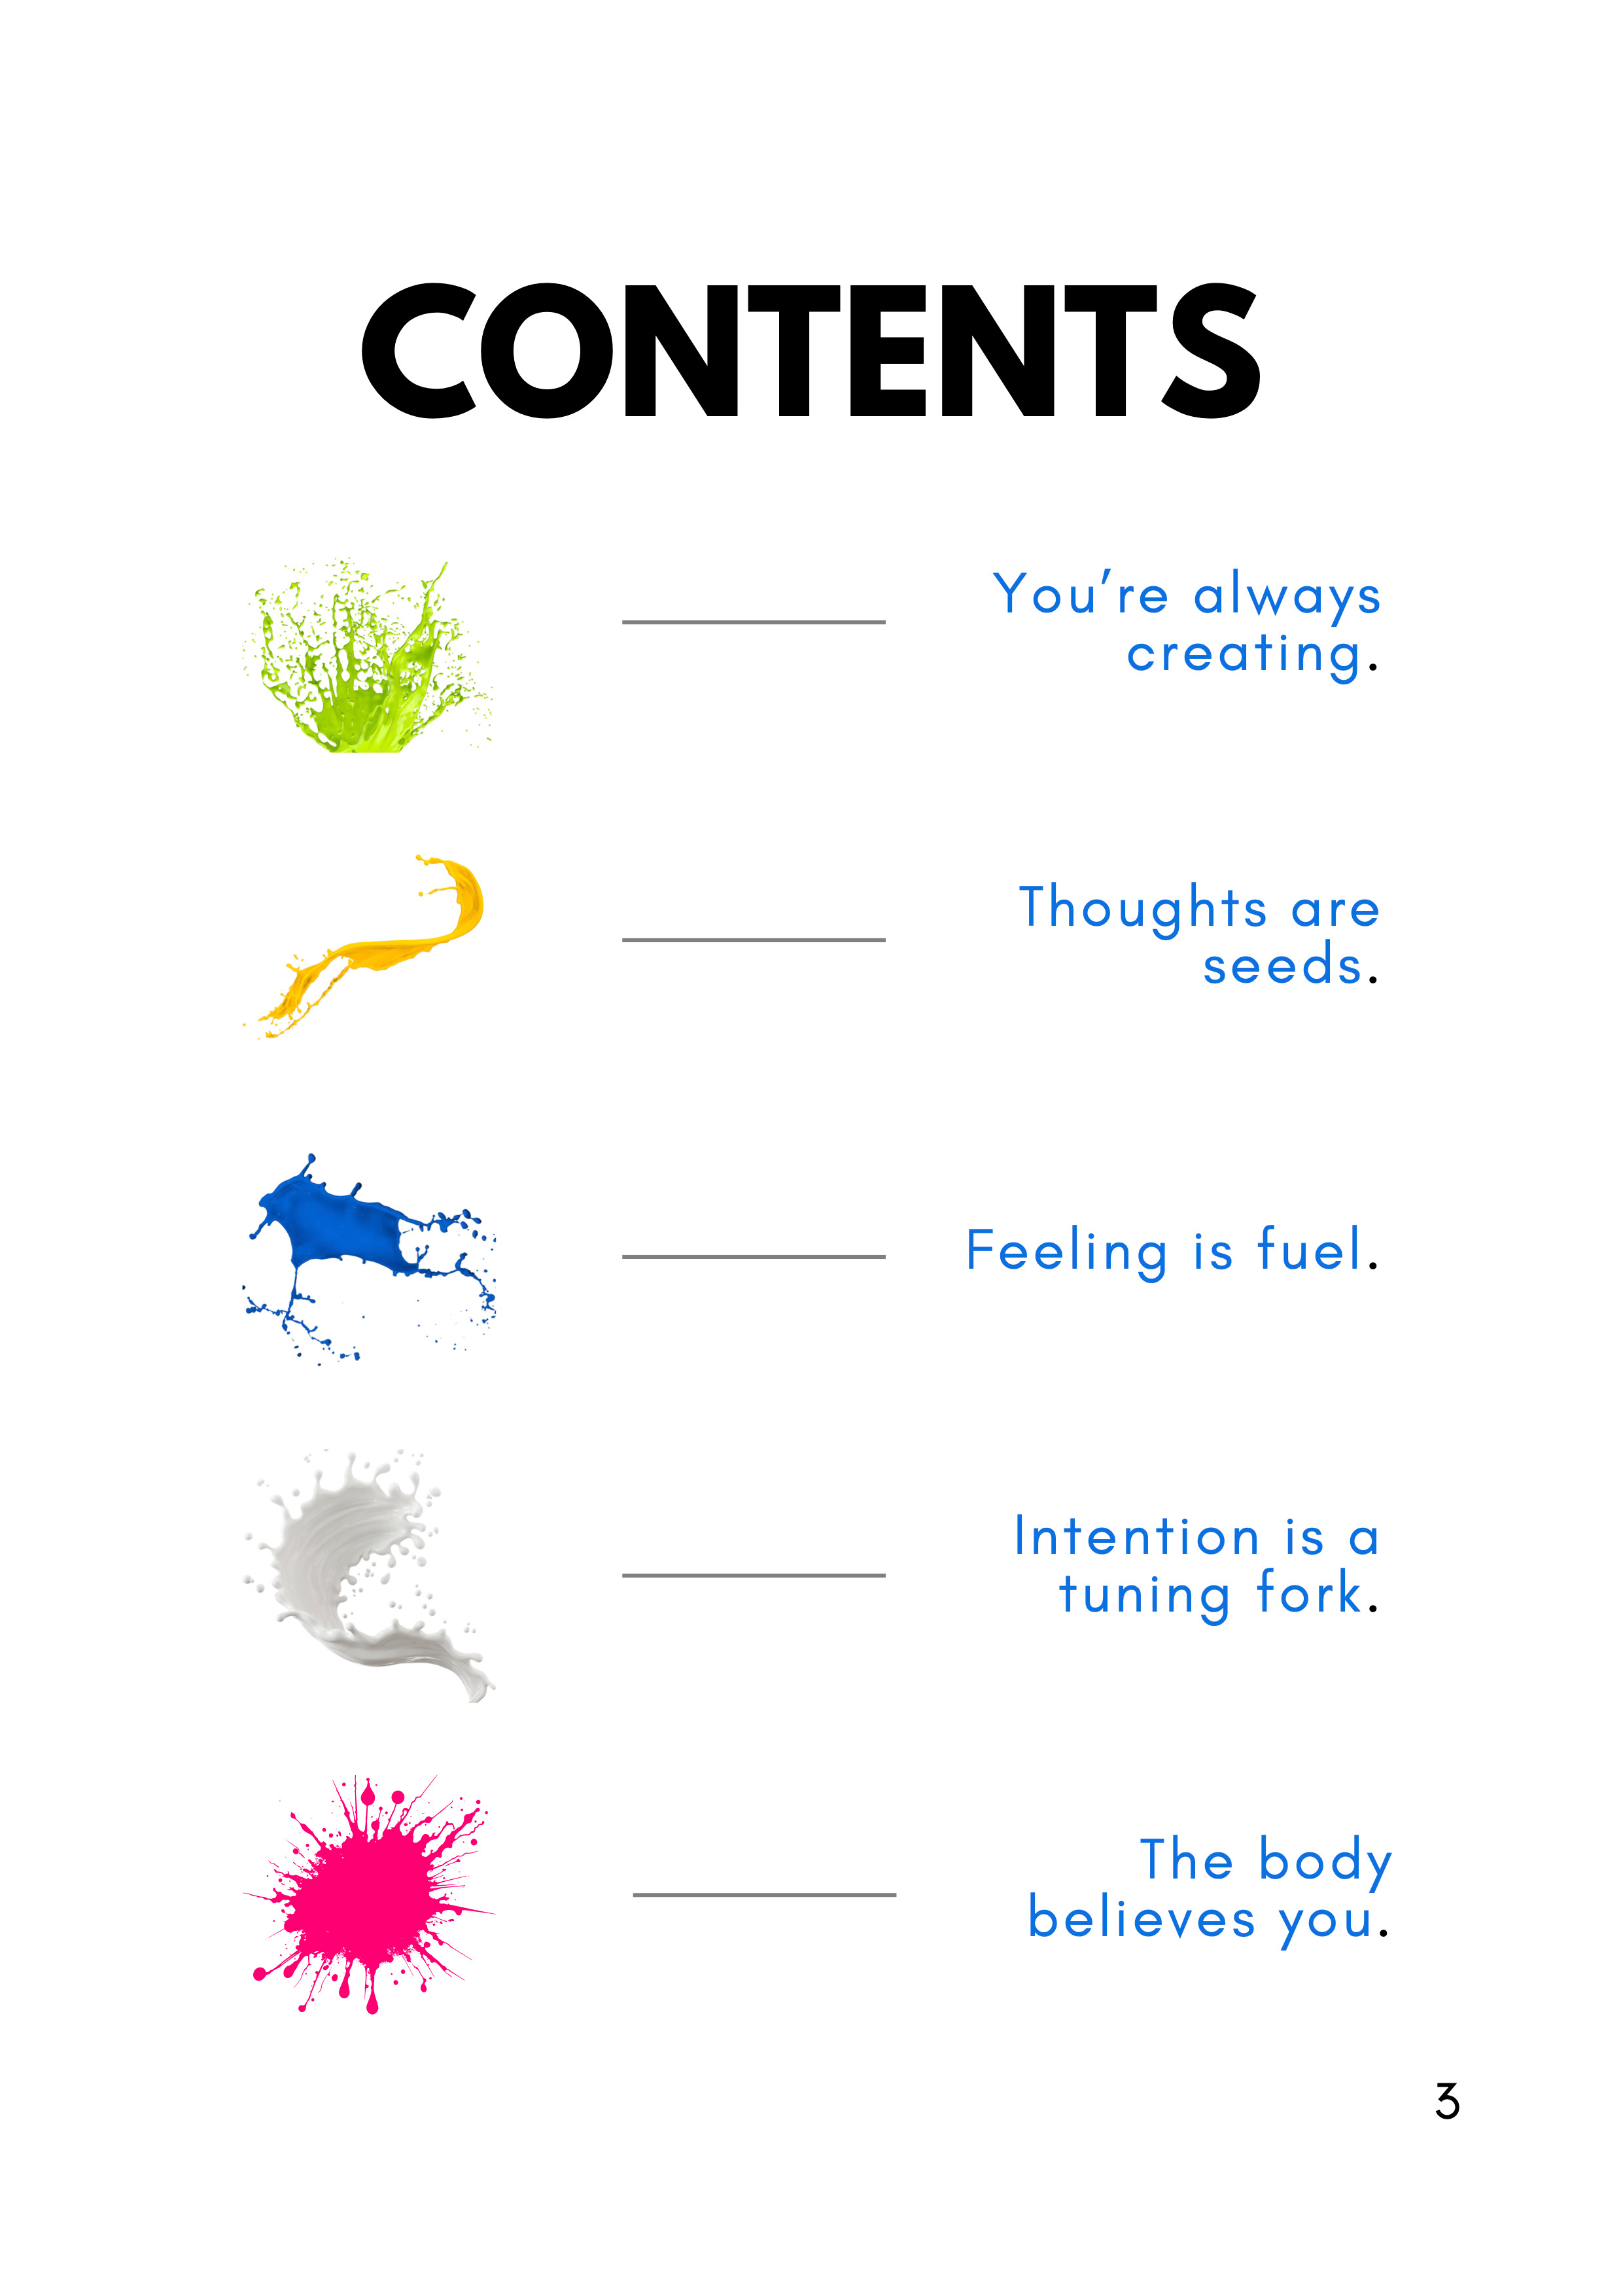 CONTENTS
You’re always
creating.
Thoughts are
seeds.
Feeling is fuel.
Intention is a
tuning fork.
The body
believes you.
3